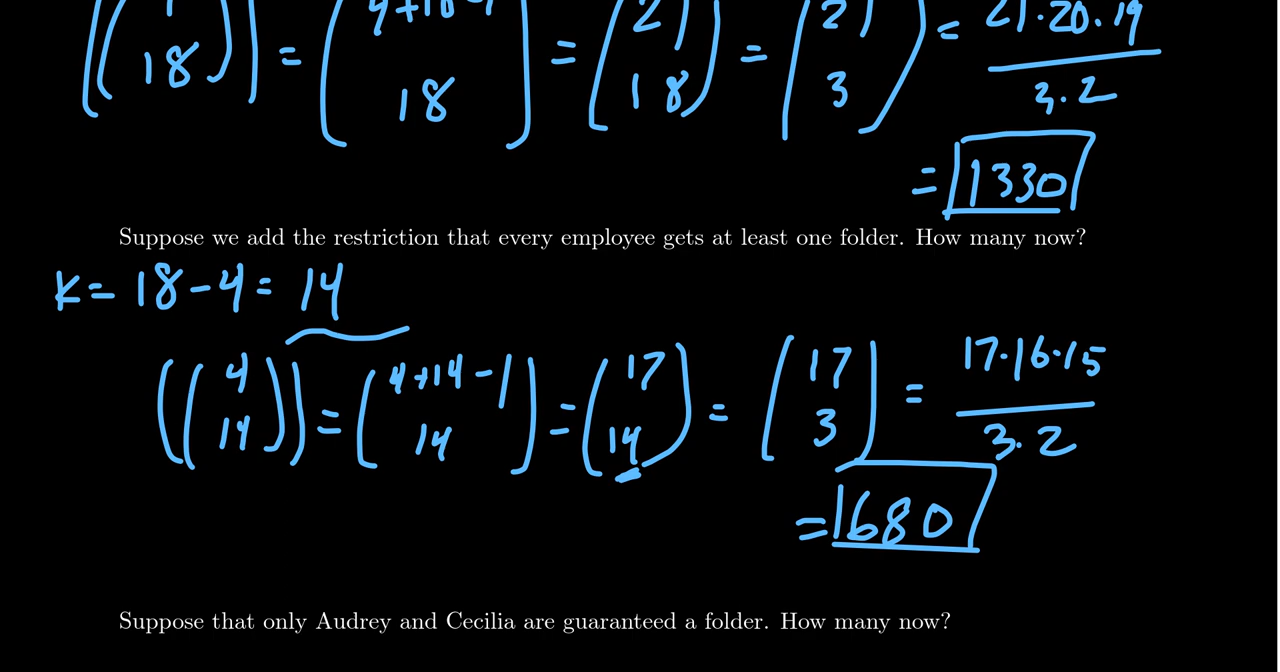 ((4 18)) = (4+18-1 18) = (21 18) = (21 3) = 21·20·19 / 3·2
= 1330
Suppose we add the restriction that every employee gets at least one folder. How many now?
K = 18 - 4 = 14
((4 14)) = (4+14-1 14) = (17 14) = (17 3) = 17·16·15 / 3·2
= 1680
Suppose that only Audrey and Cecilia are guaranteed a folder. How many now?